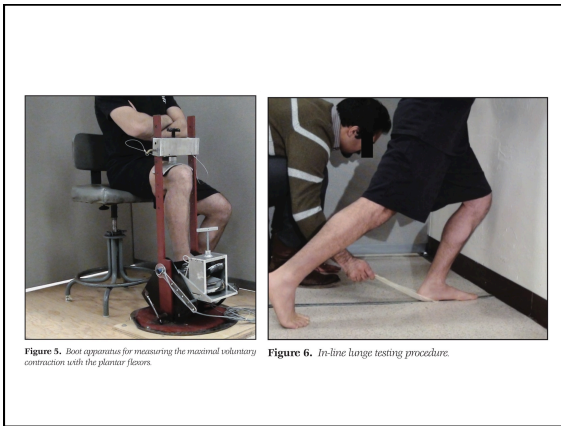 Figure 5. Boot apparatus for measuring the maximal voluntary
contraction with the plantar flexors.
Figure 6. In-line lunge testing procedure.